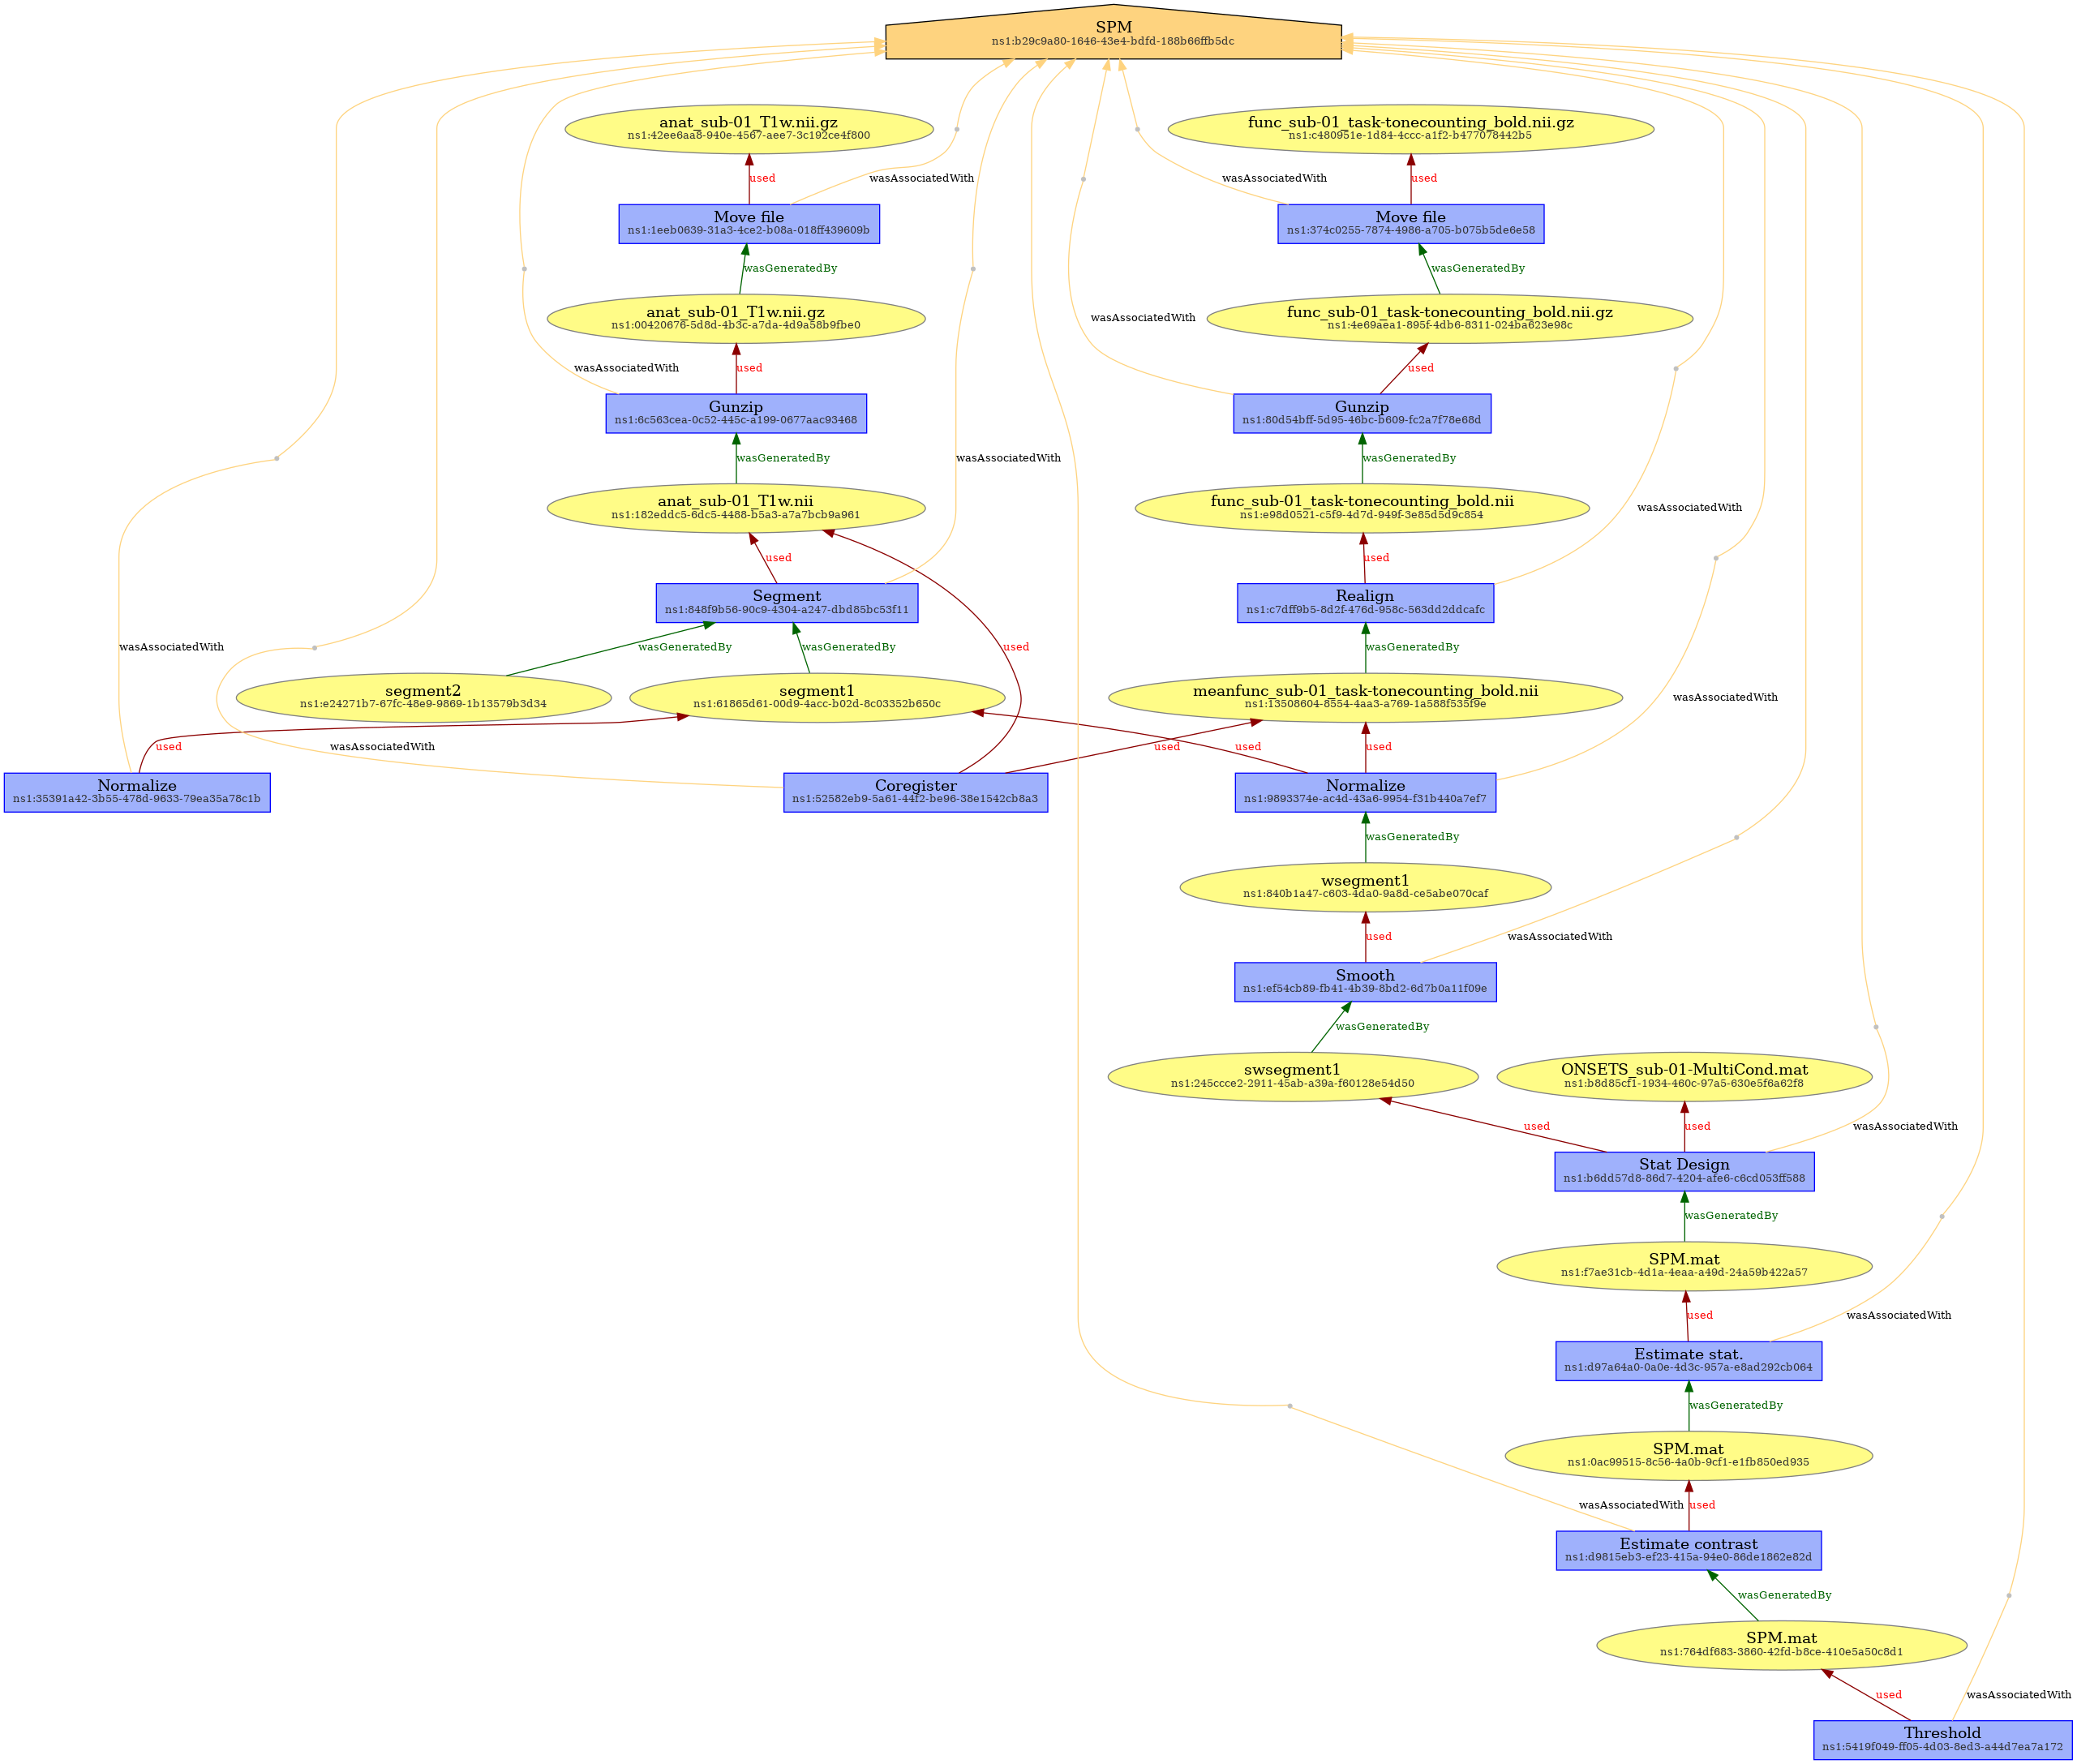 SPM
ns1:b29c9a80-1646-43e4-bdfd-188b66ffb5dc
anat_sub-01_T1w.nii.gz
ns1:42ee6aa8-940e-4567-aee7-3c192ce4f800
func_sub-01_task-tonecounting_bold.nii.gz
ns1:c480951e-1d84-4ccc-a1f2-b477078442b5
used
wasAssociatedWith
wasAssociatedWith
used
Move file
ns1:1eeb0639-31a3-4ce2-b08a-018ff439609b
Move file
ns1:374c0255-7874-4986-a705-b075b5de6e58
wasGeneratedBy
wasGeneratedBy
anat_sub-01_T1w.nii.gz
ns1:00420676-5d8d-4b3c-a7da-4d9a58b9fbe0
func_sub-01_task-tonecounting_bold.nii.gz
ns1:4e69aea1-895f-4db6-8311-024ba623e98c
wasAssociatedWith
wasAssociatedWith
used
used
Gunzip
ns1:6c563cea-0c52-445c-a199-0677aac93468
Gunzip
ns1:80d54bff-5d95-46bc-b609-fc2a7f78e68d
wasGeneratedBy
wasAssociatedWith
wasGeneratedBy
anat_sub-01_T1w.nii
ns1:182eddc5-6dc5-4488-b5a3-a7a7bcb9a961
func_sub-01_task-tonecounting_bold.nii
ns1:e98d0521-c5f9-4d7d-949f-3e85d5d9c854
wasAssociatedWith
used
used
Segment
ns1:848f9b56-90c9-4304-a247-dbd85bc53f11
Realign
ns1:c7dff9b5-8d2f-476d-958c-563dd2ddcafc
wasAssociatedWith
wasGeneratedBy
wasGeneratedBy
used
wasGeneratedBy
segment2
ns1:e24271b7-67fc-48e9-9869-1b13579b3d34
segment1
ns1:61865d61-00d9-4acc-b02d-8c03352b650c
meanfunc_sub-01_task-tonecounting_bold.nii
ns1:13508604-8554-4aa3-a769-1a588f535f9e
wasAssociatedWith
used
wasAssociatedWith
used
used
used
Normalize
ns1:35391a42-3b55-478d-9633-79ea35a78c1b
Coregister
ns1:52582eb9-5a61-44f2-be96-38e1542cb8a3
Normalize
ns1:9893374e-ac4d-43a6-9954-f31b440a7ef7
wasGeneratedBy
wsegment1
ns1:840b1a47-c603-4da0-9a8d-ce5abe070caf
used
wasAssociatedWith
Smooth
ns1:ef54cb89-fb41-4b39-8bd2-6d7b0a11f09e
wasGeneratedBy
swsegment1
ns1:245ccce2-2911-45ab-a39a-f60128e54d50
ONSETS_sub-01-MultiCond.mat
ns1:b8d85cf1-1934-460c-97a5-630e5f6a62f8
used
used
wasAssociatedWith
Stat Design
ns1:b6dd57d8-86d7-4204-afe6-c6cd053ff588
wasGeneratedBy
SPM.mat
ns1:f7ae31cb-4d1a-4eaa-a49d-24a59b422a57
used
wasAssociatedWith
Estimate stat.
ns1:d97a64a0-0a0e-4d3c-957a-e8ad292cb064
wasGeneratedBy
SPM.mat
ns1:0ac99515-8c56-4a0b-9cf1-e1fb850ed935
wasAssociatedWith
used
Estimate contrast
ns1:d9815eb3-ef23-415a-94e0-86de1862e82d
wasGeneratedBy
SPM.mat
ns1:764df683-3860-42fd-b8ce-410e5a50c8d1
used
wasAssociatedWith
Threshold
ns1:5419f049-ff05-4d03-8ed3-a44d7ea7a172